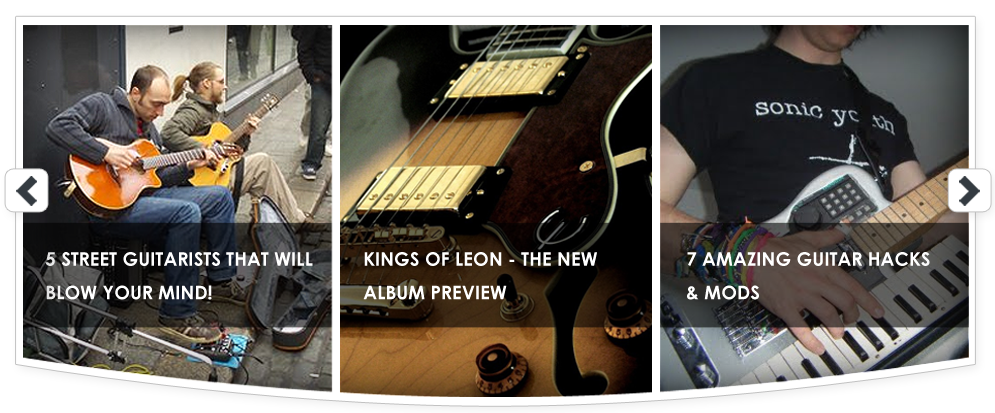 sonic youth
5 STREET GUITARISTS THAT WILL
BLOW YOUR MIND!
KINGS OF LEON - THE NEW
ALBUM PREVIEW
7 AMAZING GUITAR HACKS
& MODS